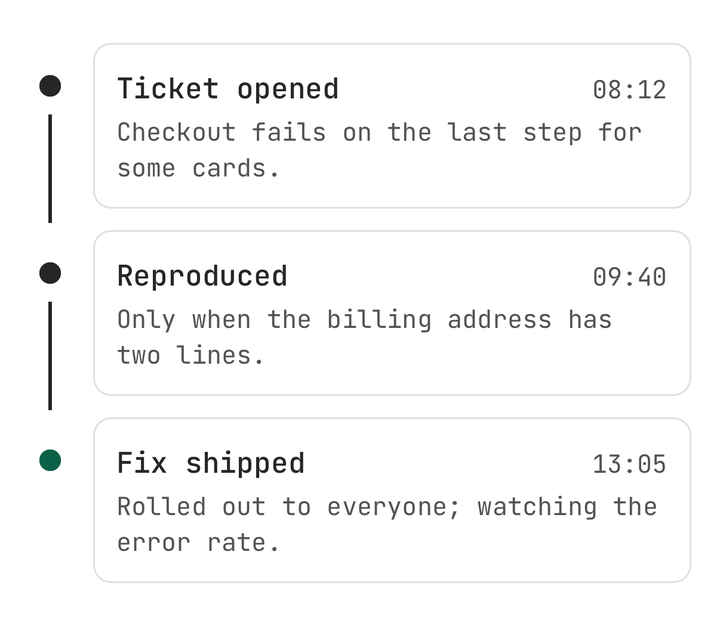 Ticket opened 08:12
Checkout fails on the last step for
some cards.
Reproduced 09:40
Only when the billing address has
two lines.
Fix shipped 13:05
Rolled out to everyone; watching the
error rate.